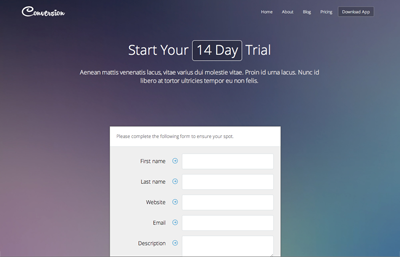 Conversion
Home About Blog Pricing Download App
Start Your 14 Day Trial
Aenean mattis venenatis lacus, vitae varius dui molestie vitae. Proin id urna lacus. Nunc id
libero at tortor ultricies tempor eu non felis.
Please complete the following form to ensure your spot.
First name
Last name
Website
Email
Description